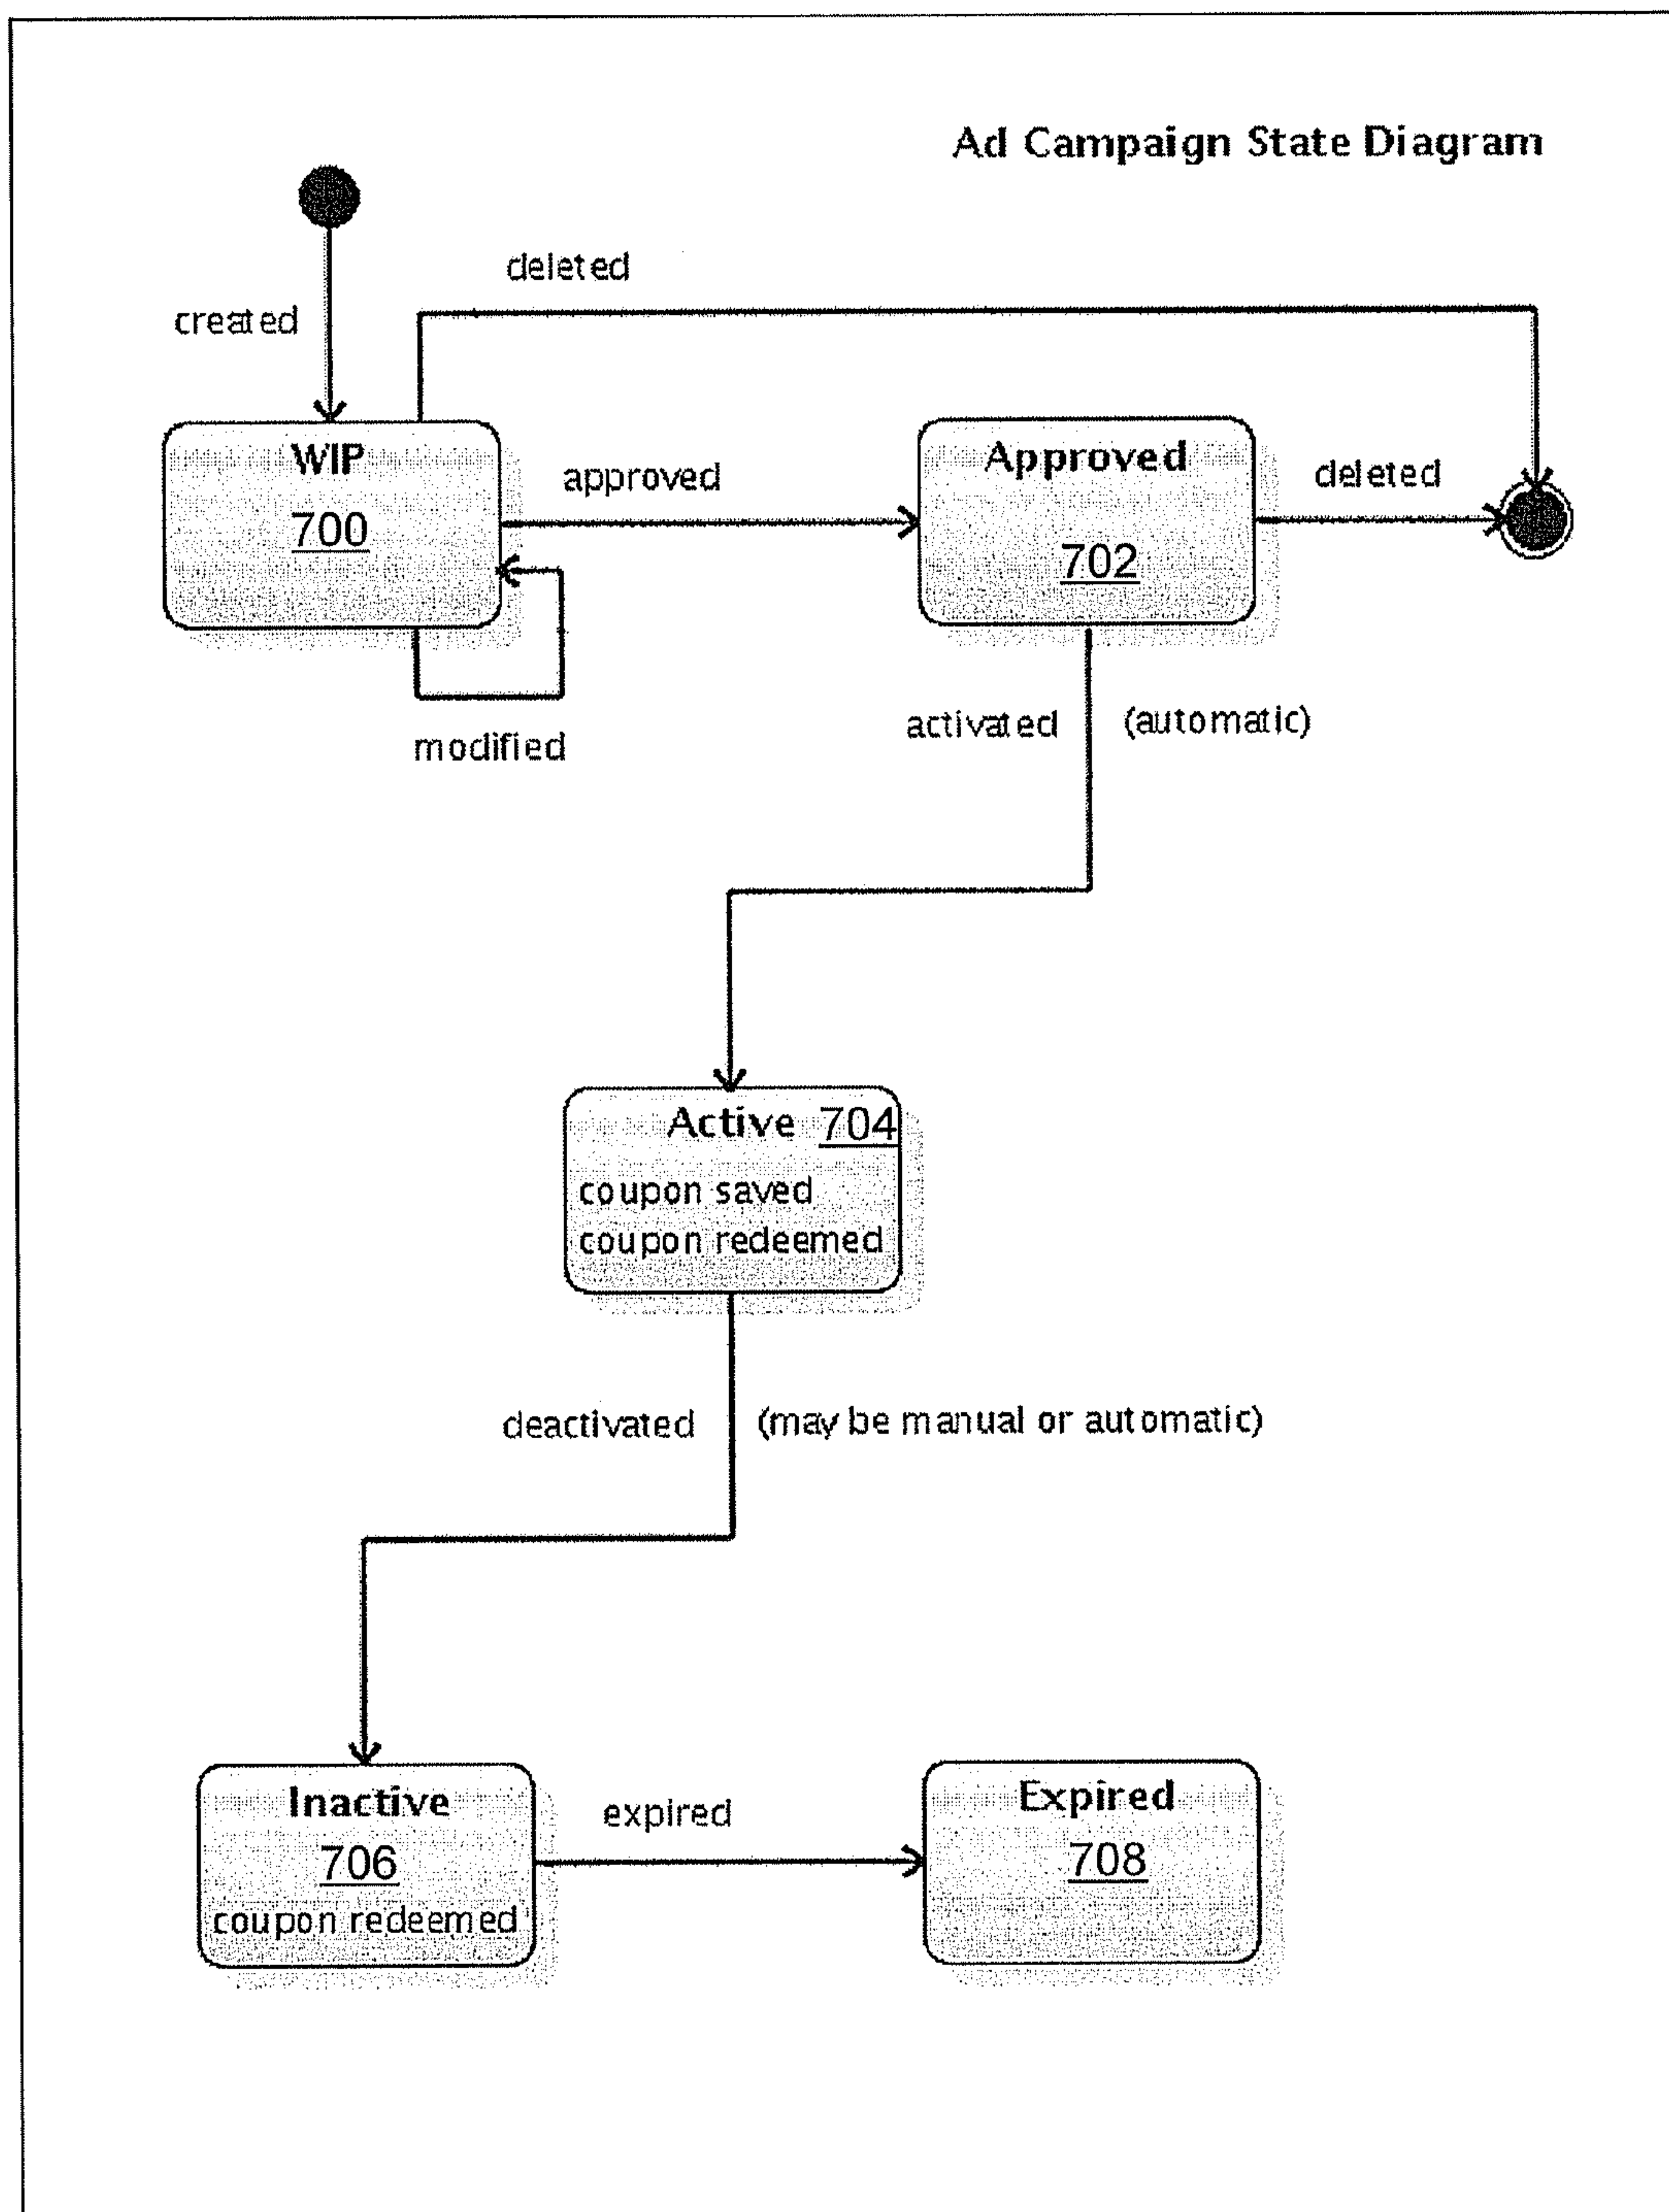 Ad Campaign State Diagram
deleted
created
WIP
700
approved
Approved
702
deleted
modified
activated (automatic)
Active 704
coupon saved
coupon redeemed
deactivated (may be manual or automatic)
Inactive
706
coupon redeemed
expired
Expired
708